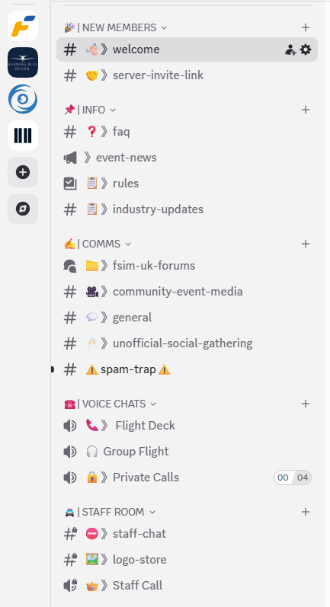 🎉 | NEW MEMBERS
👋🏻 》 welcome
🤝 》 server-invite-link
📌 | INFO
❓ 》 faq
》 event-news
📋 》 rules
📋 》 industry-updates
✍️ | COMMS
📁 》 fsim-uk-forums
🎥 》 community-event-media
💭 》 general
🥂 》 unofficial-social-gathering
⚠️ spam-trap ⚠️
☎️ | VOICE CHATS
📞 》 Flight Deck
🎧 》 Group Flight
🔒 》 Private Calls 00 04
🚘 | STAFF ROOM
⛔ 》 staff-chat
🖼️ 》 logo-store
👑 》 Staff Call